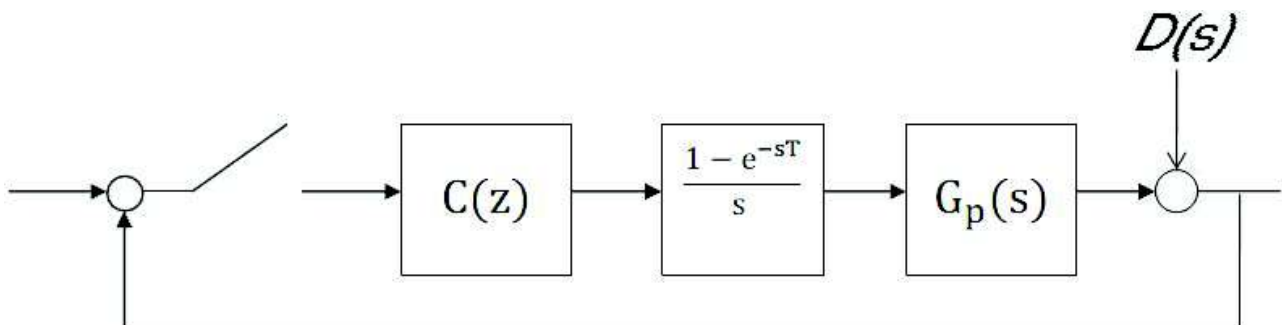 D(s)
C(z)
1 − e^{-sT}
s
G_p(s)